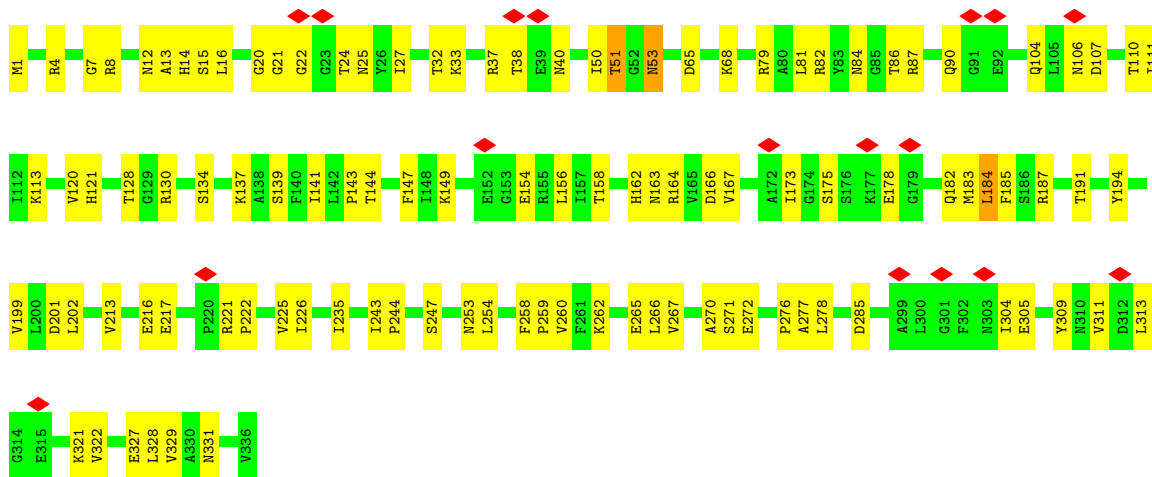 M1 R4 G7 R8 N12 A13 H14 S15 L16 G20 G21 G22 G23 T24 N25 Y26 I27 T32 K33 R37 T38 E39 N40 I50 T51 G52 N53 D65 K68 R79 A80 L81 R82 Y83 N84 G85 T86 R87 Q90 G91 E92 Q104 L105 N106 D107 T110 I111
I112 K113 V120 H121 T128 G129 R130 S134 K137 A138 S139 F140 I141 L142 P143 T144 F147 I148 K149 E152 G153 E154 R155 L156 I157 T158 H162 N163 R164 V165 D166 V167 A172 I173 G174 S175 S176 K177 E178 G179 Q182 M183 L184 F185 S186 R187 T191 Y194
V199 L200 D201 L202 V213 E216 E217 P220 R221 P222 V225 I226 I235 I243 P244 S247 N253 L254 F258 P259 V260 F261 K262 E265 L266 V267 A270 S271 E272 P276 A277 L278 D285 A299 L300 G301 F302 N303 I304 E305 Y309 N310 V311 D312 L313
G314 E315 K321 V322 E327 L328 V329 A330 N331 V336